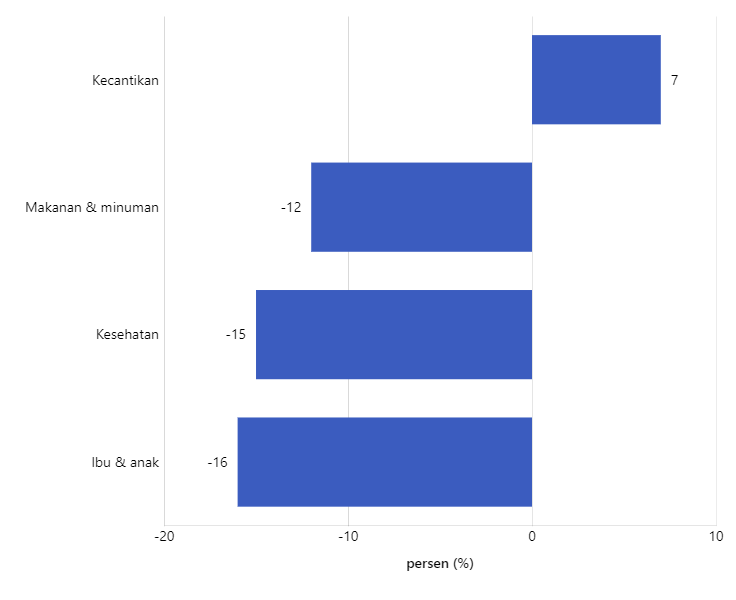 Kecantikan
7
Makanan & minuman
-12
Kesehatan
-15
Ibu & anak
-16
-20
-10
0
10
persen (%)